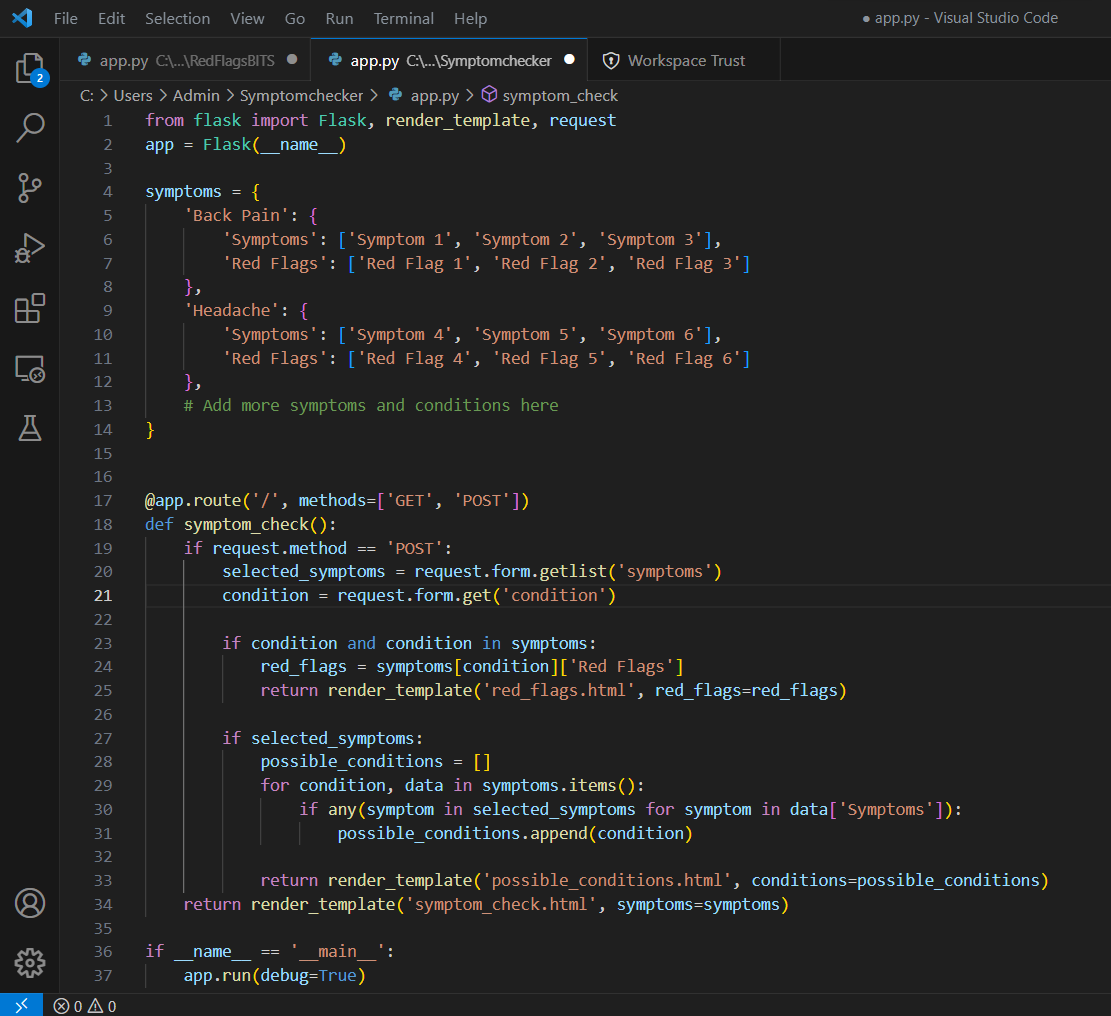 File Edit Selection View Go Run Terminal Help ● app.py - Visual Studio Code
app.py C:\...\RedFlagsBITS ● app.py C:\...\Symptomchecker ● Workspace Trust
C: > Users > Admin > Symptomchecker > app.py > symptom_check
2
1 from flask import Flask, render_template, request
2 app = Flask(__name__)
3
4 symptoms = {
5     'Back Pain': {
6         'Symptoms': ['Symptom 1', 'Symptom 2', 'Symptom 3'],
7         'Red Flags': ['Red Flag 1', 'Red Flag 2', 'Red Flag 3']
8     },
9     'Headache': {
10         'Symptoms': ['Symptom 4', 'Symptom 5', 'Symptom 6'],
11         'Red Flags': ['Red Flag 4', 'Red Flag 5', 'Red Flag 6']
12     },
13     # Add more symptoms and conditions here
14 }
15
16
17 @app.route('/', methods=['GET', 'POST'])
18 def symptom_check():
19     if request.method == 'POST':
20         selected_symptoms = request.form.getlist('symptoms')
21         condition = request.form.get('condition')
22
23         if condition and condition in symptoms:
24             red_flags = symptoms[condition]['Red Flags']
25             return render_template('red_flags.html', red_flags=red_flags)
26
27         if selected_symptoms:
28             possible_conditions = []
29             for condition, data in symptoms.items():
30                 if any(symptom in selected_symptoms for symptom in data['Symptoms']):
31                     possible_conditions.append(condition)
32
33             return render_template('possible_conditions.html', conditions=possible_conditions)
34     return render_template('symptom_check.html', symptoms=symptoms)
35
36 if __name__ == '__main__':
37     app.run(debug=True)
0 0